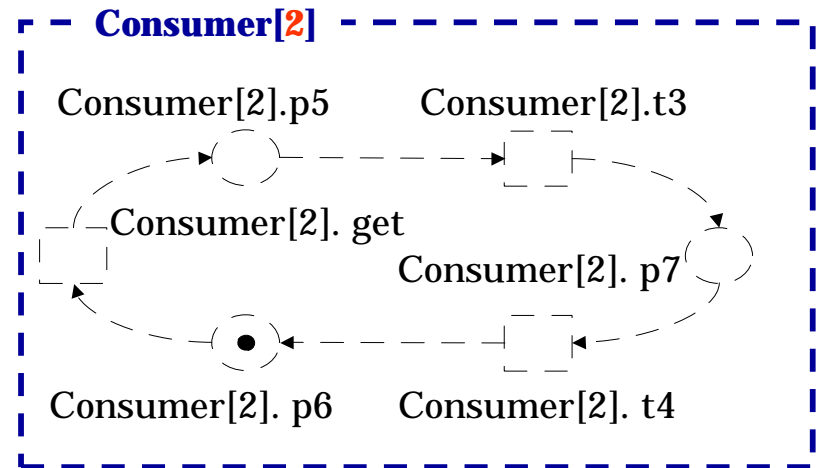 Consumer[2]
Consumer[2].p5 Consumer[2].t3
Consumer[2]. get
Consumer[2]. p7
Consumer[2]. p6 Consumer[2]. t4